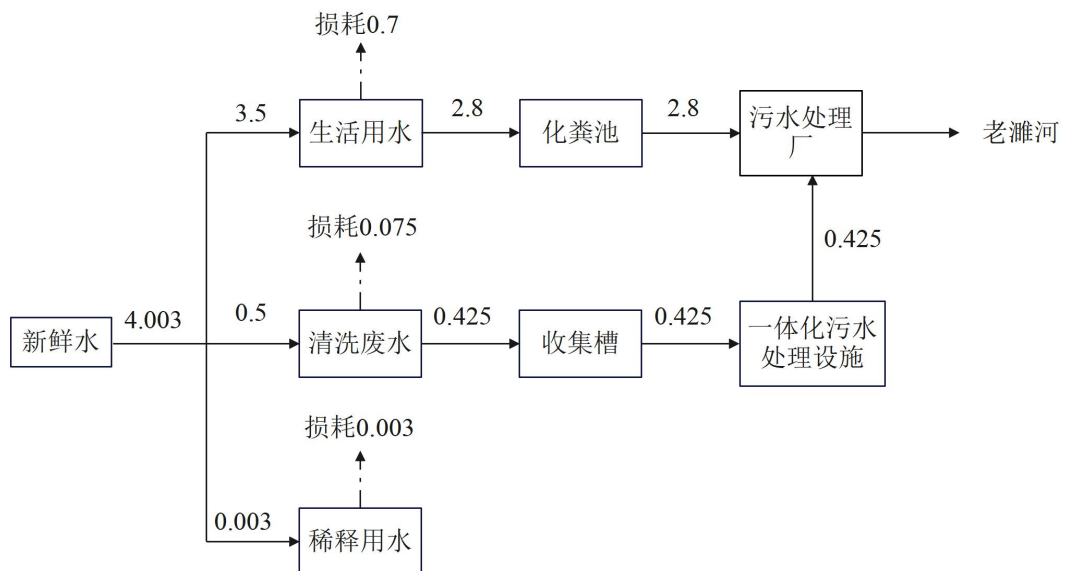 损耗0.7
3.5
生活用水
2.8
化粪池
2.8
污水处理
厂
老濉河
损耗0.075
0.425
新鲜水
4.003
0.5
清洗废水
0.425
收集槽
0.425
一体化污水
处理设施
损耗0.003
0.003
稀释用水